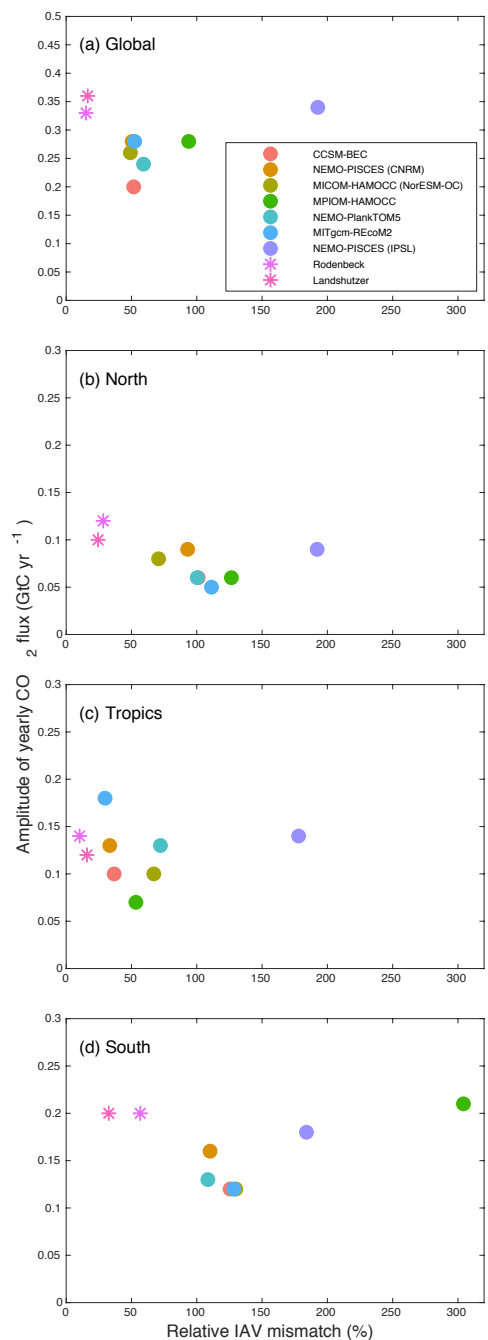 (a) Global
0.5
0.45
0.4
0.35
0.3
0.25
0.2
0.15
0.1
0.05
0
0 50 100 150 200 250 300
CCSM-BEC
NEMO-PISCES (CNRM)
MICOM-HAMOCC (NorESM-OC)
MPIOM-HAMOCC
NEMO-PlankTOM5
MITgcm-REcoM2
NEMO-PISCES (IPSL)
Rodenbeck
Landshutzer
(b) North
0.3
0.25
0.2
0.15
0.1
0.05
0
0 50 100 150 200 250 300
Amplitude of yearly CO 2 flux (GtC yr -1 )
(c) Tropics
0.3
0.25
0.2
0.15
0.1
0.05
0
0 50 100 150 200 250 300
(d) South
0.3
0.25
0.2
0.15
0.1
0.05
0
0 50 100 150 200 250 300
Relative IAV mismatch (%)